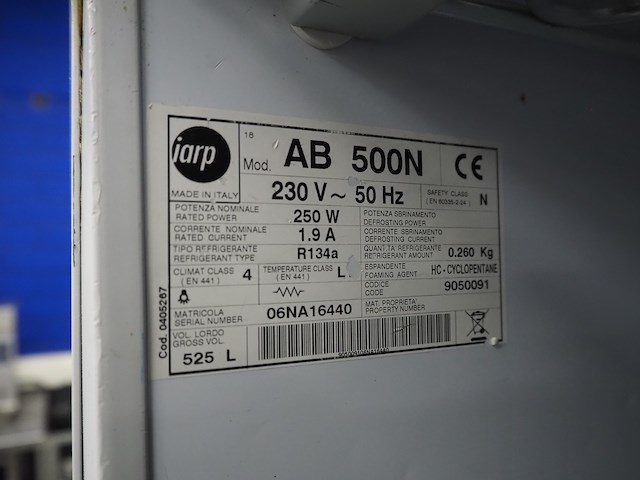 iarp
18
Mod. AB 500N
CE
MADE IN ITALY
230 V ~ 50 Hz
SAFETY CLASS
(EN 60335-2-24)
N
POTENZA NOMINALE
RATED POWER
250 W
POTENZA SBRINAMENTO
DEFROSTING POWER
CORRENTE NOMINALE
RATED CURRENT
1.9 A
CORRENTE SBRINAMENTO
DEFROSTING CURRENT
TIPO REFRIGERANTE
REFRIGERANT TYPE
R134a
QUANTITA' REFRIGERANTE
REFRIGERANT AMOUNT
0.260 Kg
CLIMAT CLASS
(EN 441)
4
TEMPERATURE CLASS
(EN 441)
L
ESPANDENTE
FOAMING AGENT
HC - CYCLOPENTANE
CODICE
CODE
9050091
MATRICOLA
SERIAL NUMBER
06NA16440
MAT. PROPRIETA'
PROPERTY NUMBER
VOL. LORDO
GROSS VOL.
525 L
Cod. 0405267